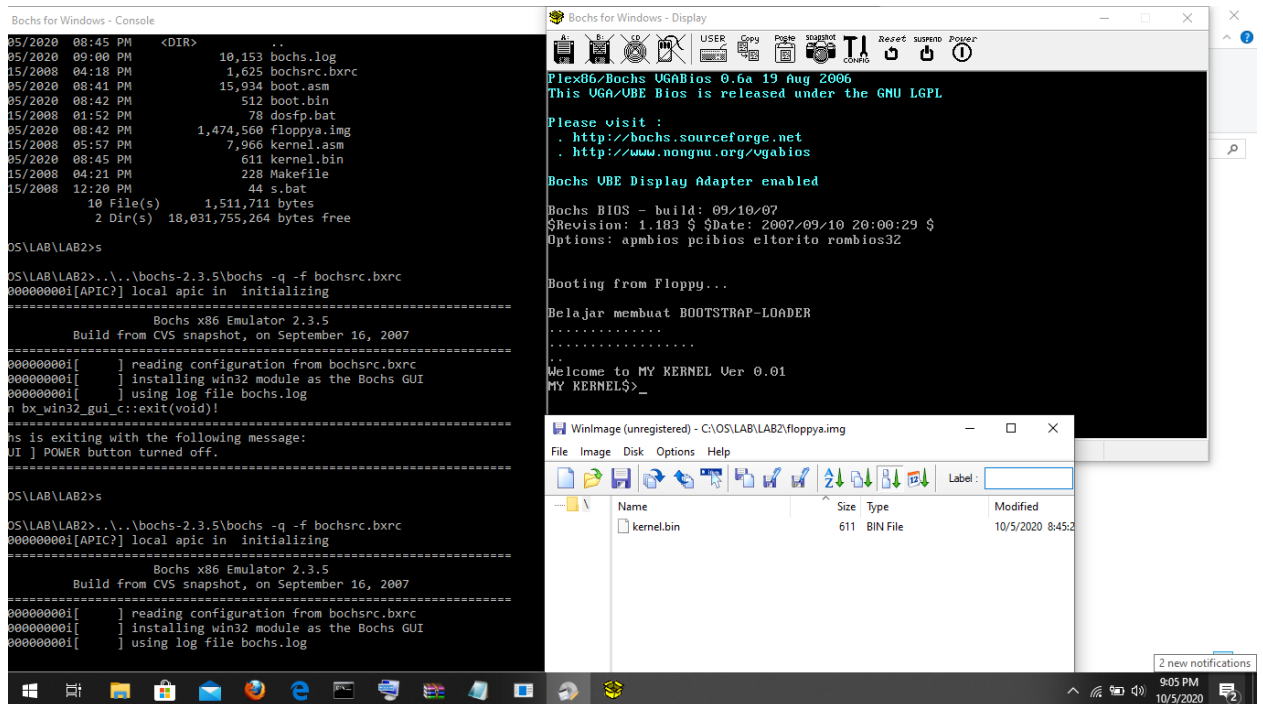 Bochs for Windows - Console
05/2020 08:45 PM <DIR> ..
05/2020 09:00 PM 10,153 bochs.log
15/2008 04:18 PM 1,625 bochsrc.bxrc
05/2020 08:41 PM 15,934 boot.asm
05/2020 08:42 PM 512 boot.bin
15/2008 01:52 PM 78 dosfp.bat
05/2020 08:42 PM 1,474,560 floppya.img
15/2008 05:57 PM 7,966 kernel.asm
05/2020 08:45 PM 611 kernel.bin
15/2008 04:21 PM 228 Makefile
15/2008 12:20 PM 44 s.bat
10 File(s) 1,511,711 bytes
2 Dir(s) 18,031,755,264 bytes free
OS\LAB\LAB2>s
OS\LAB\LAB2>..\..\bochs-2.3.5\bochs -q -f bochsrc.bxrc
00000000i[APIC?] local apic in initializing
========================================================================
Bochs x86 Emulator 2.3.5
Build from CVS snapshot, on September 16, 2007
========================================================================
00000000i[ ] reading configuration from bochsrc.bxrc
00000000i[ ] installing win32 module as the Bochs GUI
00000000i[ ] using log file bochs.log
n bx_win32_gui_c::exit(void)!
========================================================================
hs is exiting with the following message:
UI ] POWER button turned off.
========================================================================
OS\LAB\LAB2>s
OS\LAB\LAB2>..\..\bochs-2.3.5\bochs -q -f bochsrc.bxrc
00000000i[APIC?] local apic in initializing
========================================================================
Bochs x86 Emulator 2.3.5
Build from CVS snapshot, on September 16, 2007
========================================================================
00000000i[ ] reading configuration from bochsrc.bxrc
00000000i[ ] installing win32 module as the Bochs GUI
00000000i[ ] using log file bochs.log
Bochs for Windows - Display
A: B: CD USER Copy Paste snapshot CONFIG Reset SUSPEND Power
Plex86/Bochs VGABios 0.6a 19 Aug 2006
This VGA/VBE Bios is released under the GNU LGPL
Please visit :
. http://bochs.sourceforge.net
. http://www.nongnu.org/vgabios
Bochs VBE Display Adapter enabled
Bochs BIOS - build: 09/10/07
$Revision: 1.183 $ $Date: 2007/09/10 20:00:29 $
Options: apmbios pcibios eltorito rombios32
Booting from Floppy...
Belajar membuat BOOTSTRAP-LOADER
..............
.................
..
Welcome to MY KERNEL Ver 0.01
MY KERNEL$>_
WinImage (unregistered) - C:\OS\LAB\LAB2\floppya.img
File Image Disk Options Help
Label :
\
Name Size Type Modified
kernel.bin 611 BIN File 10/5/2020 8:45:2
2 new notifications
9:05 PM
10/5/2020
2